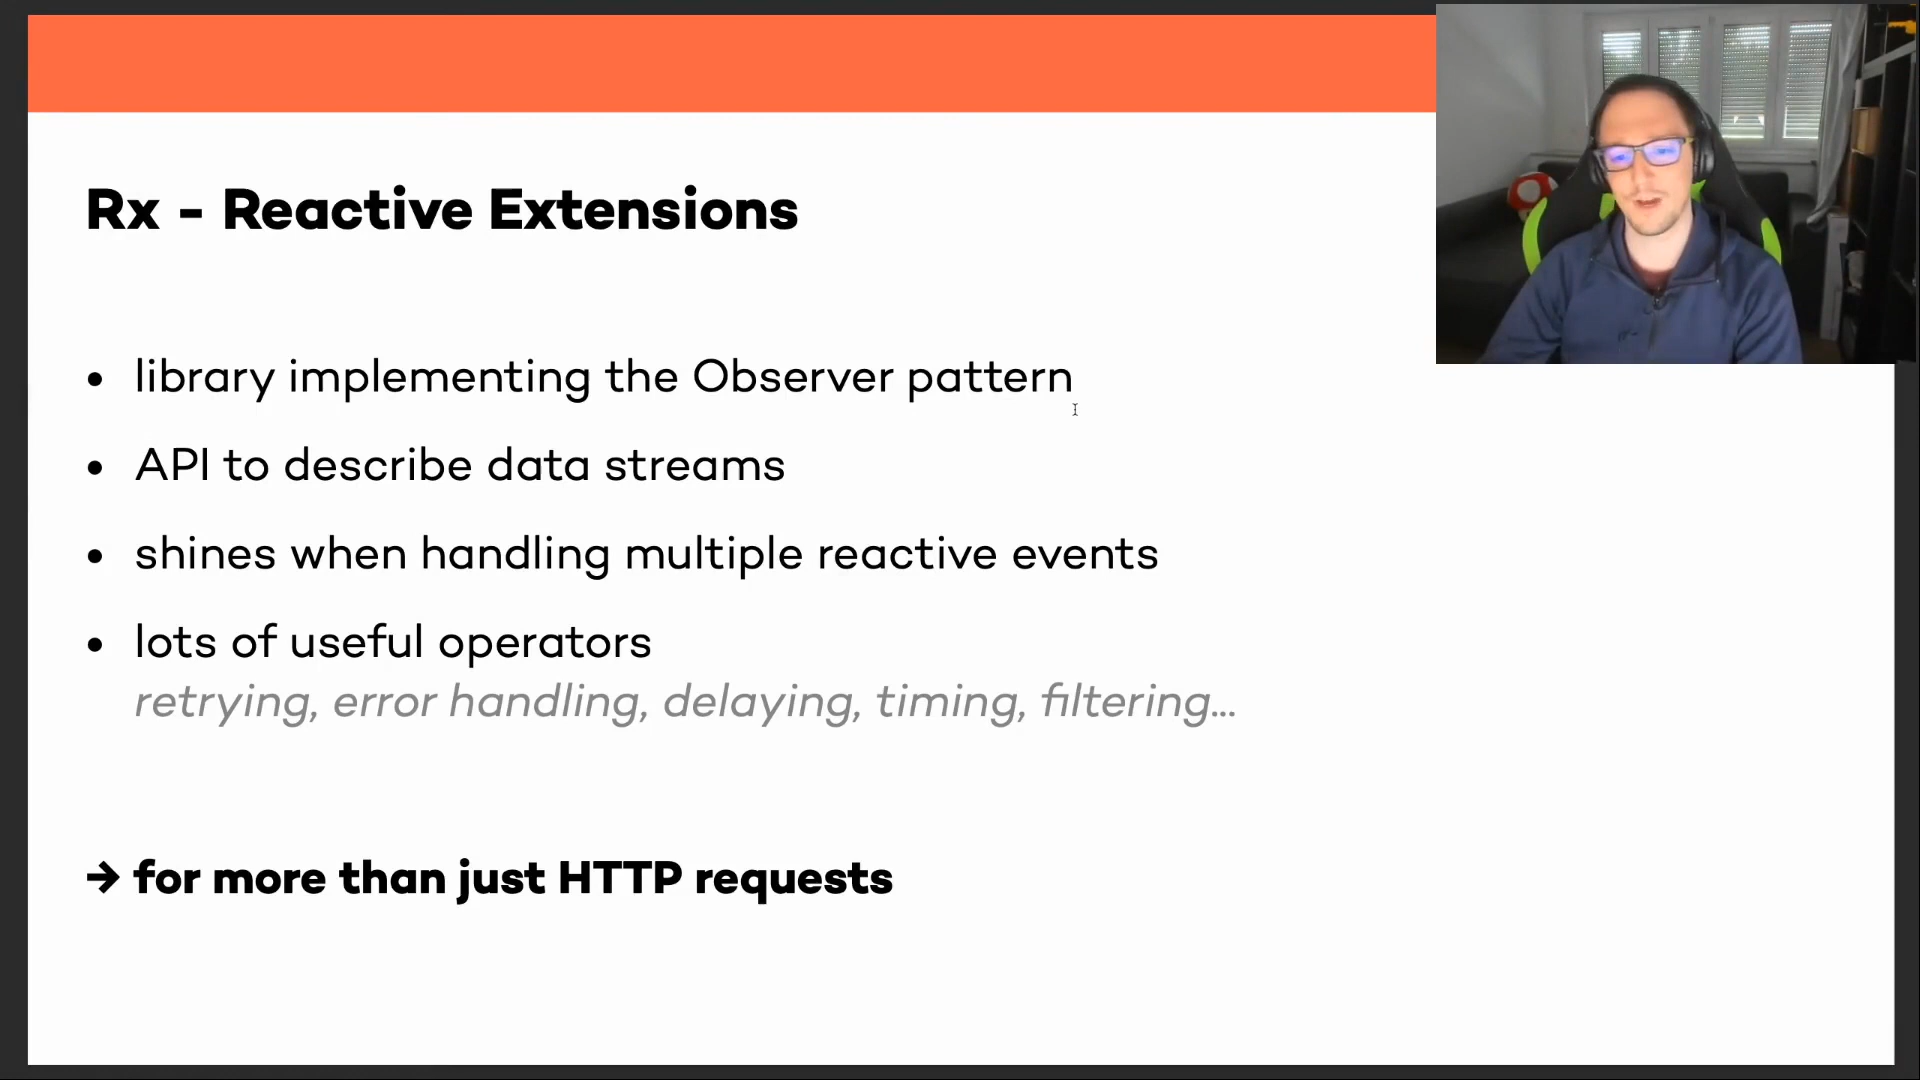 Rx - Reactive Extensions
• library implementing the Observer pattern
• API to describe data streams
• shines when handling multiple reactive events
• lots of useful operators
retrying, error handling, delaying, timing, filtering...
→ for more than just HTTP requests